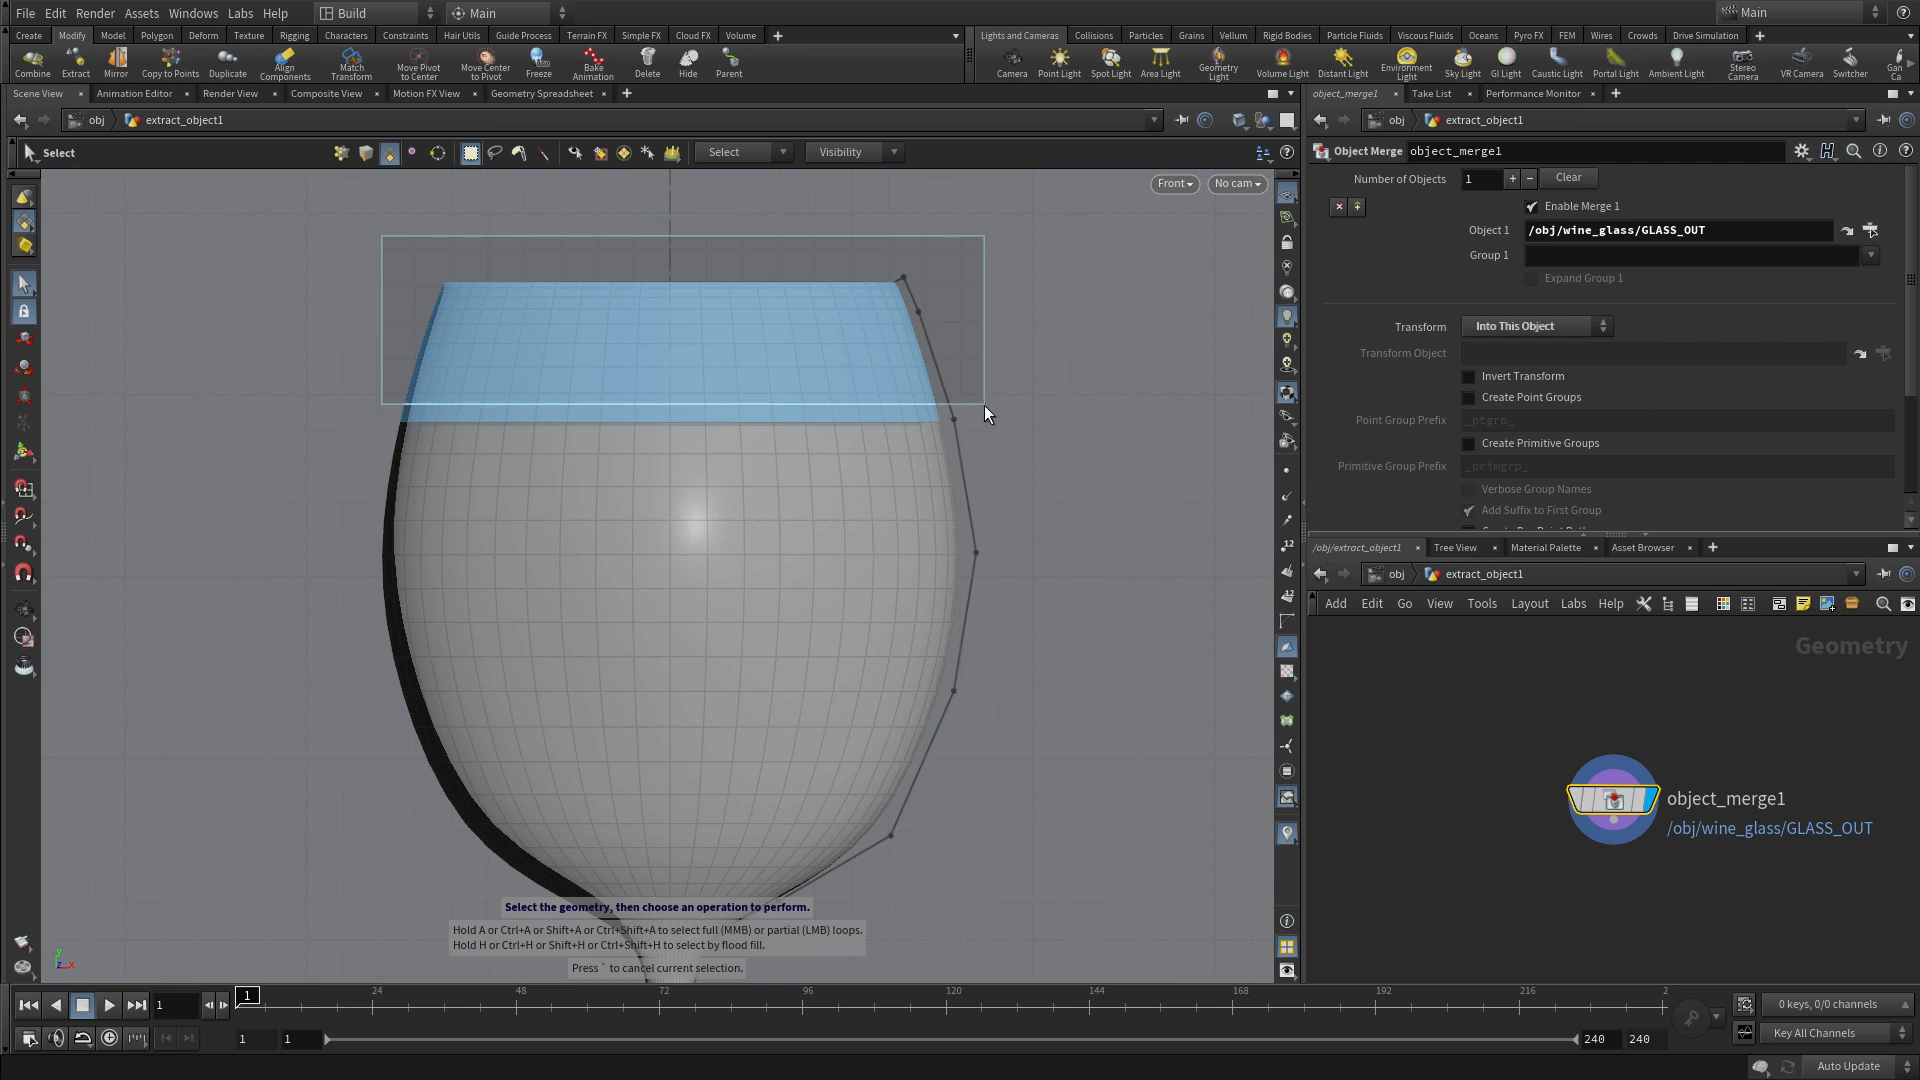 File Edit Render Assets Windows Labs Help Build Main Main
Create Modify Model Polygon Deform Texture Rigging Characters Constraints Hair Utils Guide Process Terrain FX Simple FX Cloud FX Volume
Lights and Cameras Collisions Particles Grains Vellum Rigid Bodies Particle Fluids Viscous Fluids Oceans Pyro FX FEM Wires Crowds Drive Simulation
Combine Extract Mirror Copy to Points Duplicate Align Components Match Transform Move Pivot to Center Move Center to Pivot Freeze Bake Animation Delete Hide Parent
Camera Point Light Spot Light Area Light Geometry Light Volume Light Distant Light Environment Light Sky Light GI Light Caustic Light Portal Light Ambient Light Stereo Camera VR Camera Switcher Gan Ca
Scene View Animation Editor Render View Composite View Motion FX View Geometry Spreadsheet
object_merge1 Take List Performance Monitor
obj extract_object1
obj extract_object1
Select Select Visibility
Object Merge object_merge1
Front No cam
Number of Objects 1 Clear
Enable Merge 1
Object 1 /obj/wine_glass/GLASS_OUT
Group 1
Expand Group 1
Transform Into This Object
Transform Object
Invert Transform
Create Point Groups
Point Group Prefix _ptgrp_
Create Primitive Groups
Primitive Group Prefix _primgrp_
Verbose Group Names
Add Suffix to First Group
/obj/extract_object1 Tree View Material Palette Asset Browser
obj extract_object1
Add Edit Go View Tools Layout Labs Help
Geometry
object_merge1
/obj/wine_glass/GLASS_OUT
12
12
Select the geometry, then choose an operation to perform.
Hold A or Ctrl+A or Shift+A or Ctrl+Shift+A to select full (MMB) or partial (LMB) loops.
Hold H or Ctrl+H or Shift+H or Ctrl+Shift+H to select by flood fill.
Press ` to cancel current selection.
y
z x
1 1 24 48 72 96 120 144 168 192 216 2
0 keys, 0/0 channels
1 1 240 240 Key All Channels
Auto Update